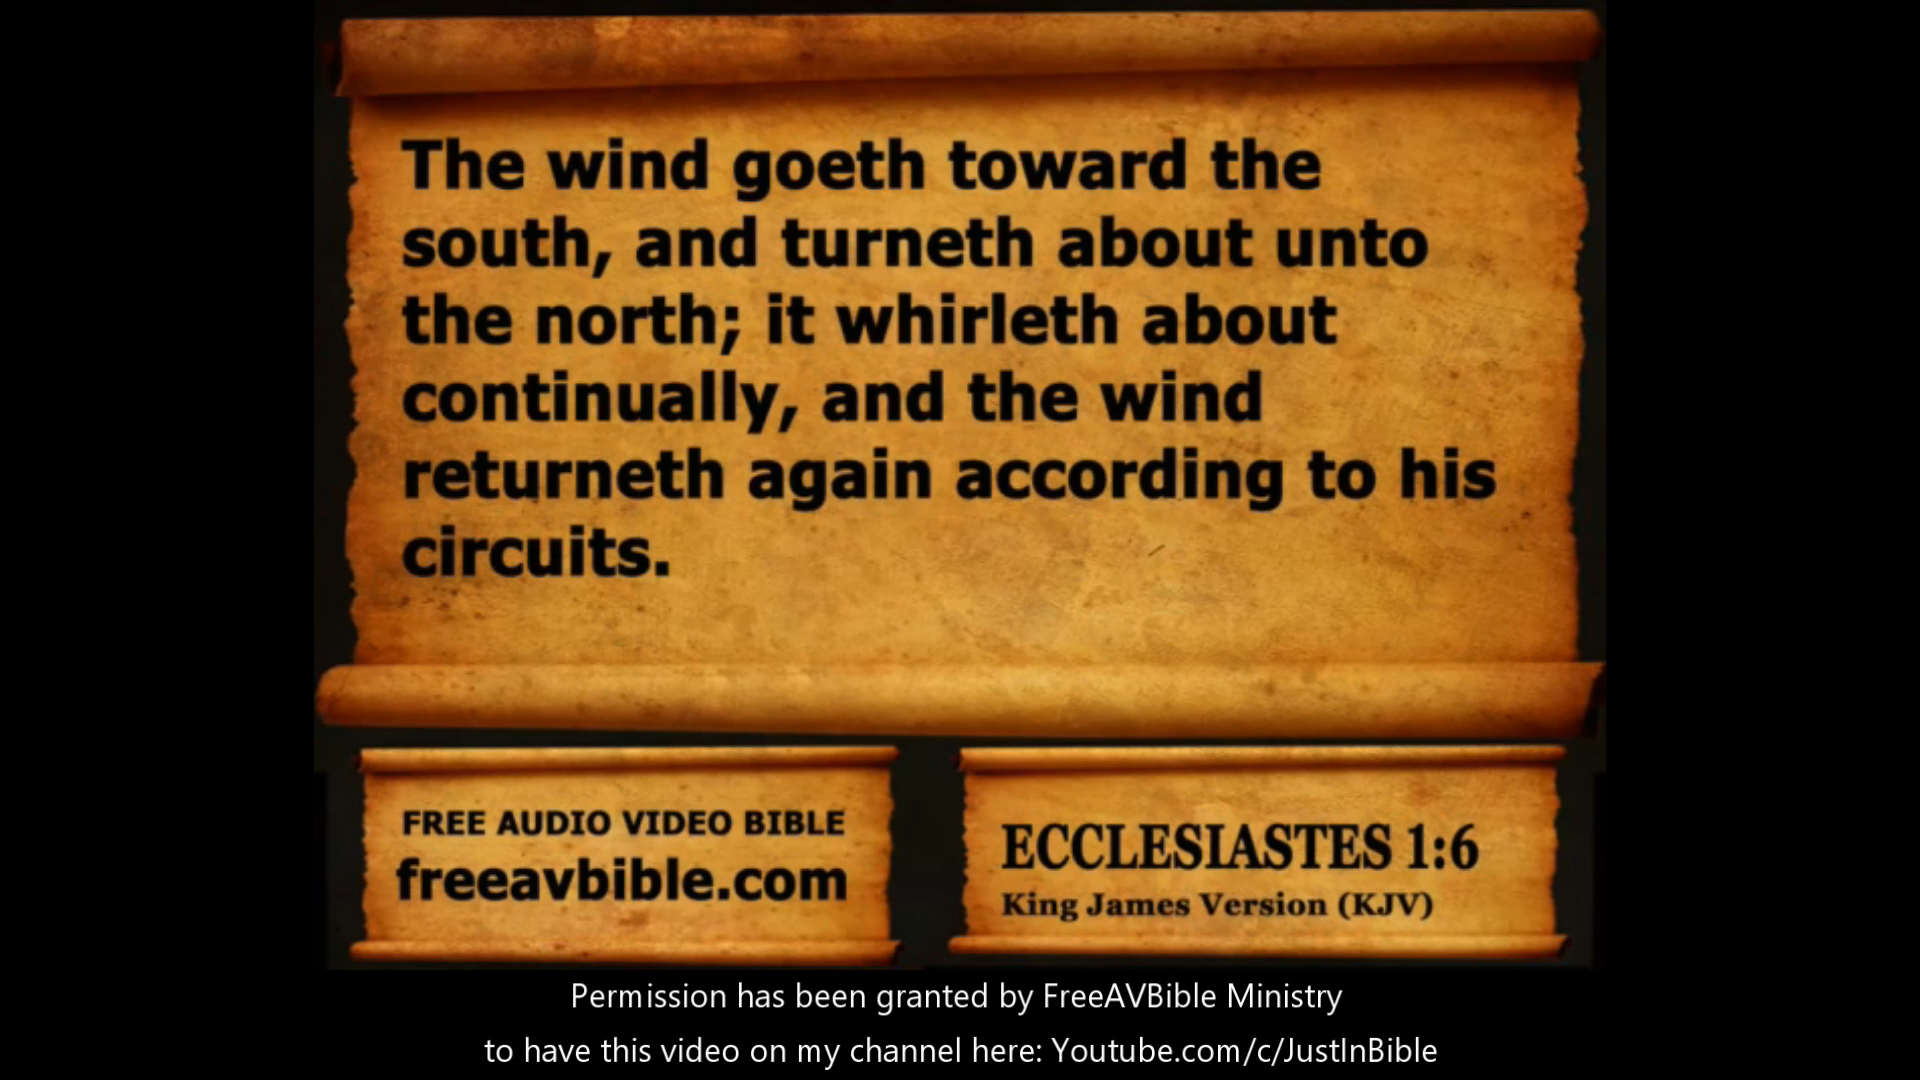 The wind goeth toward the
south, and turneth about unto
the north; it whirleth about
continually, and the wind
returneth again according to his
circuits.
FREE AUDIO VIDEO BIBLE
freeavbible.com
ECCLESIASTES 1:6
King James Version (KJV)
Permission has been granted by FreeAVBible Ministry
to have this video on my channel here: Youtube.com/c/JustInBible